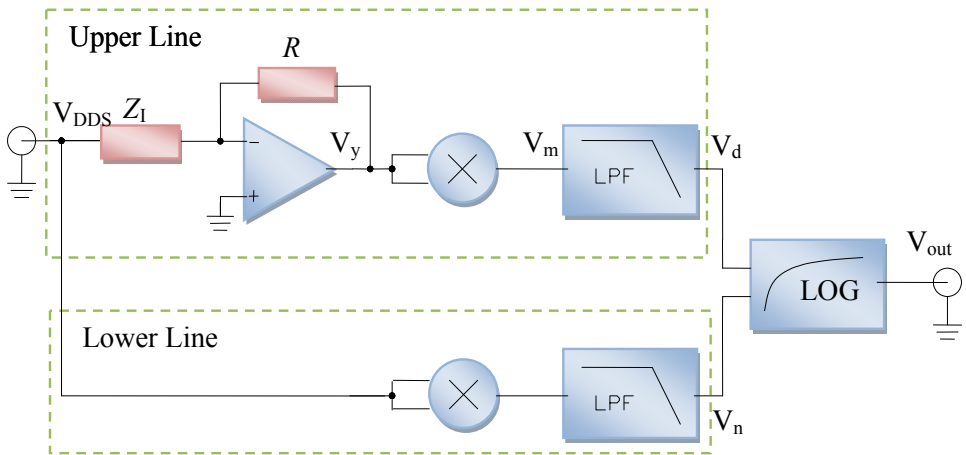 Upper Line
R
V_DDS
Z_I
−
+
V_y
V_m
LPF
V_d
V_out
LOG
Lower Line
LPF
V_n